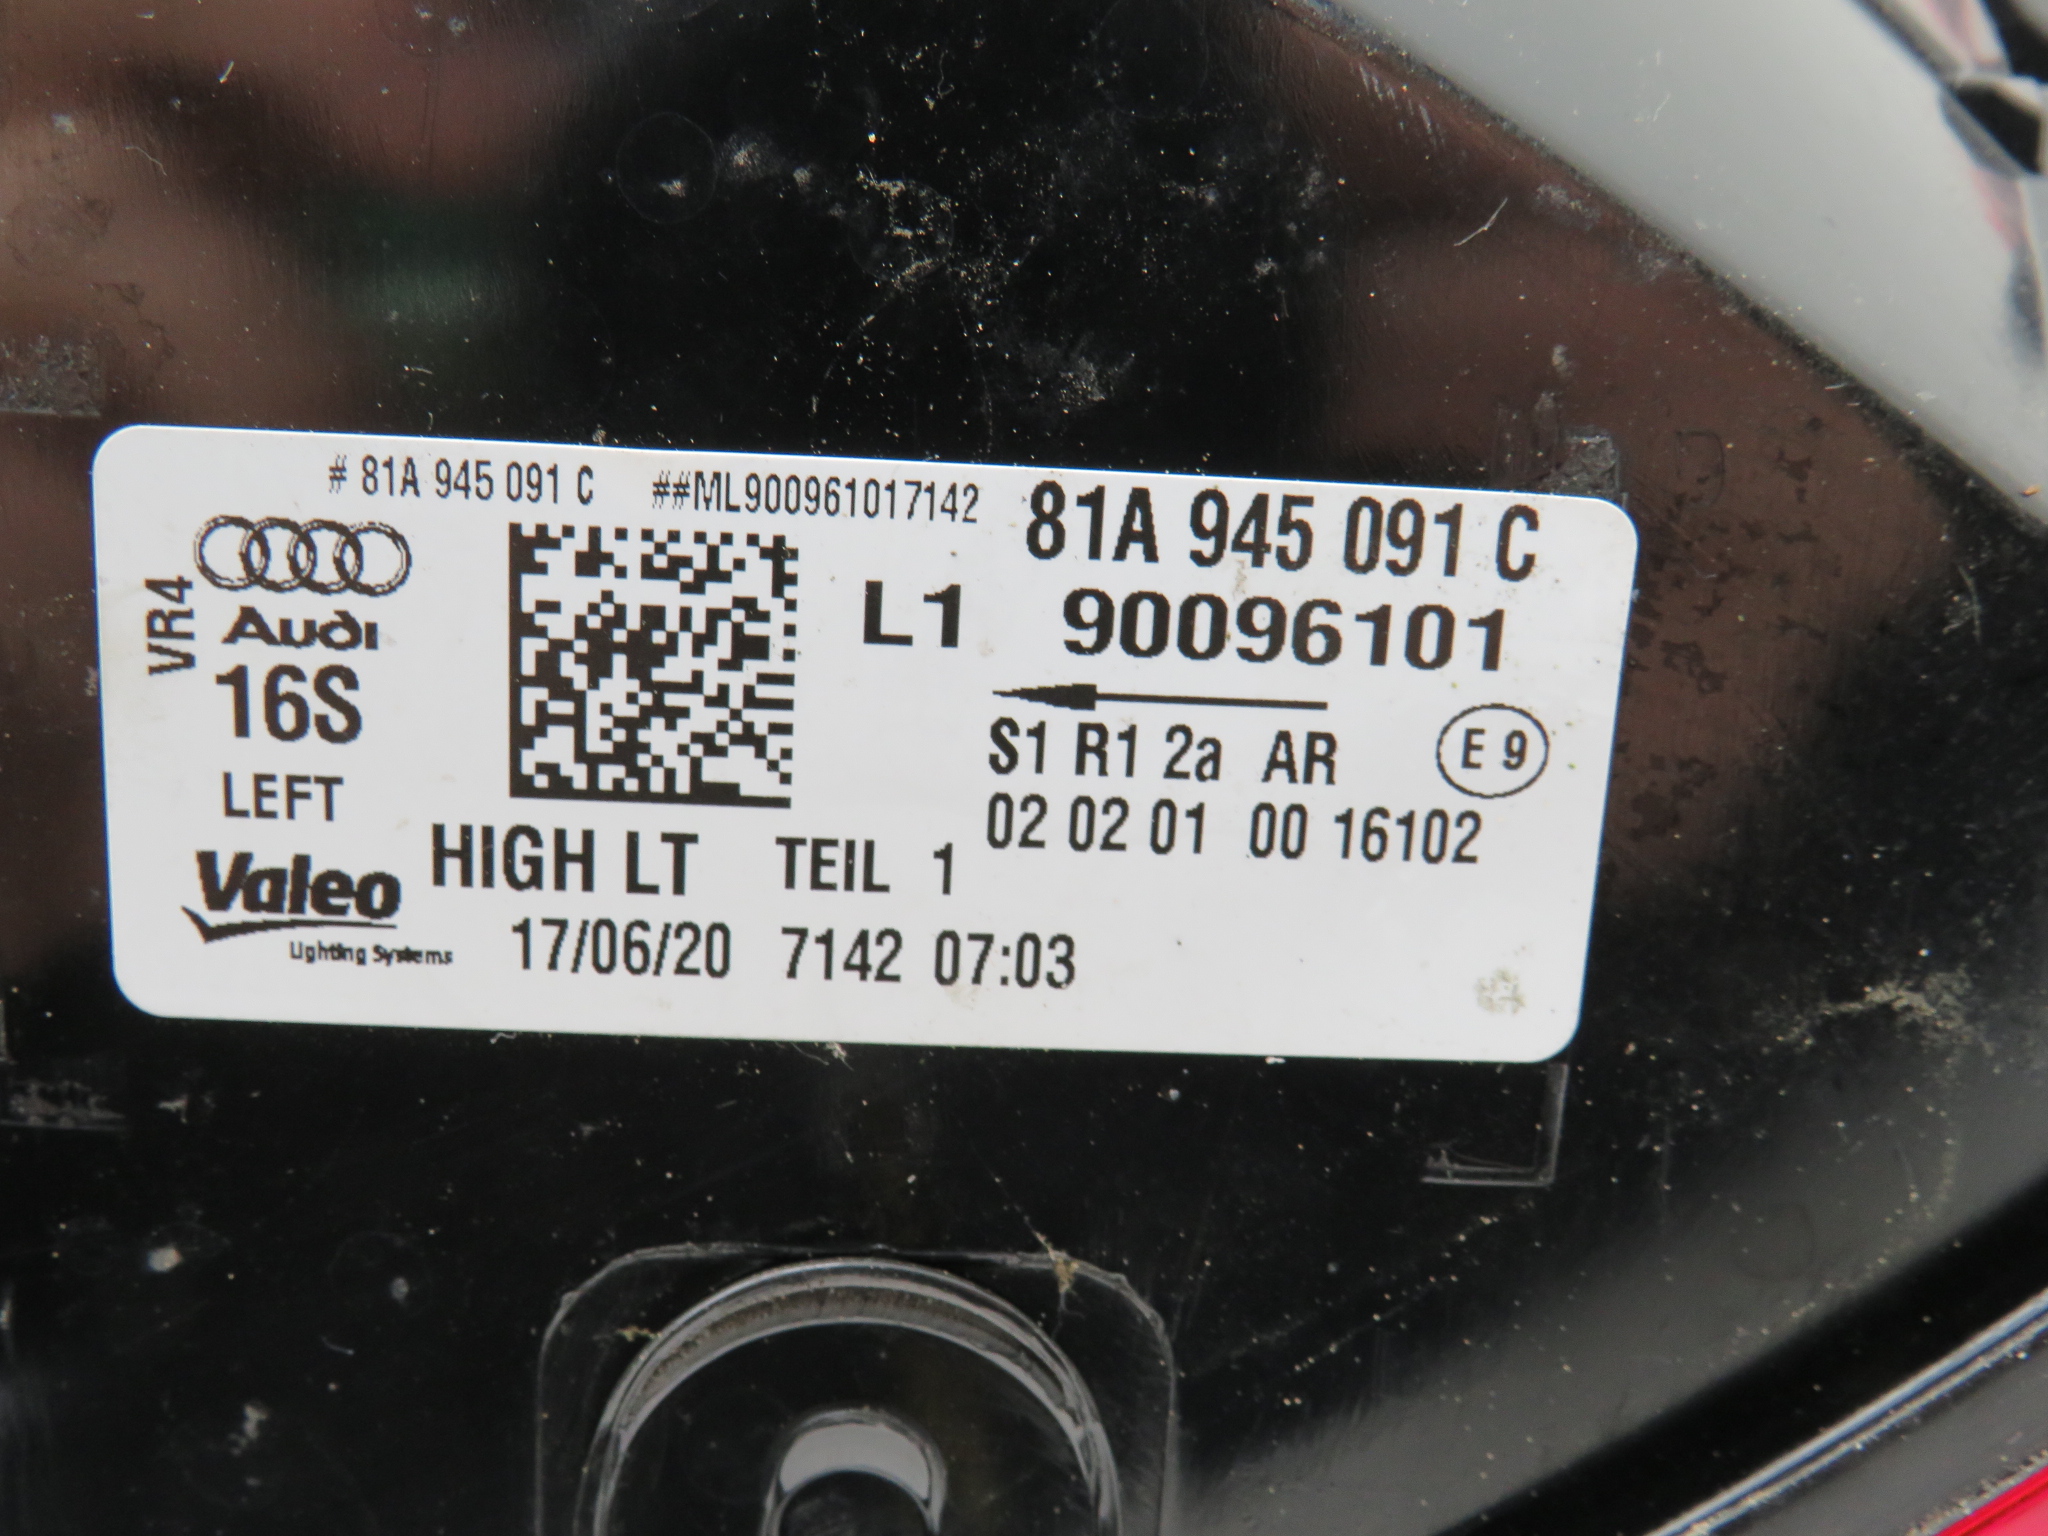 # 81A 945 091 C ##ML900961017142 81A 945 091 C
VR4
Audi
L1 90096101
16S
S1 R1 2a AR E 9
LEFT
02 02 01 00 16102
HIGH LT TEIL 1
Valeo
Lighting Systems
17/06/20 7142 07:03